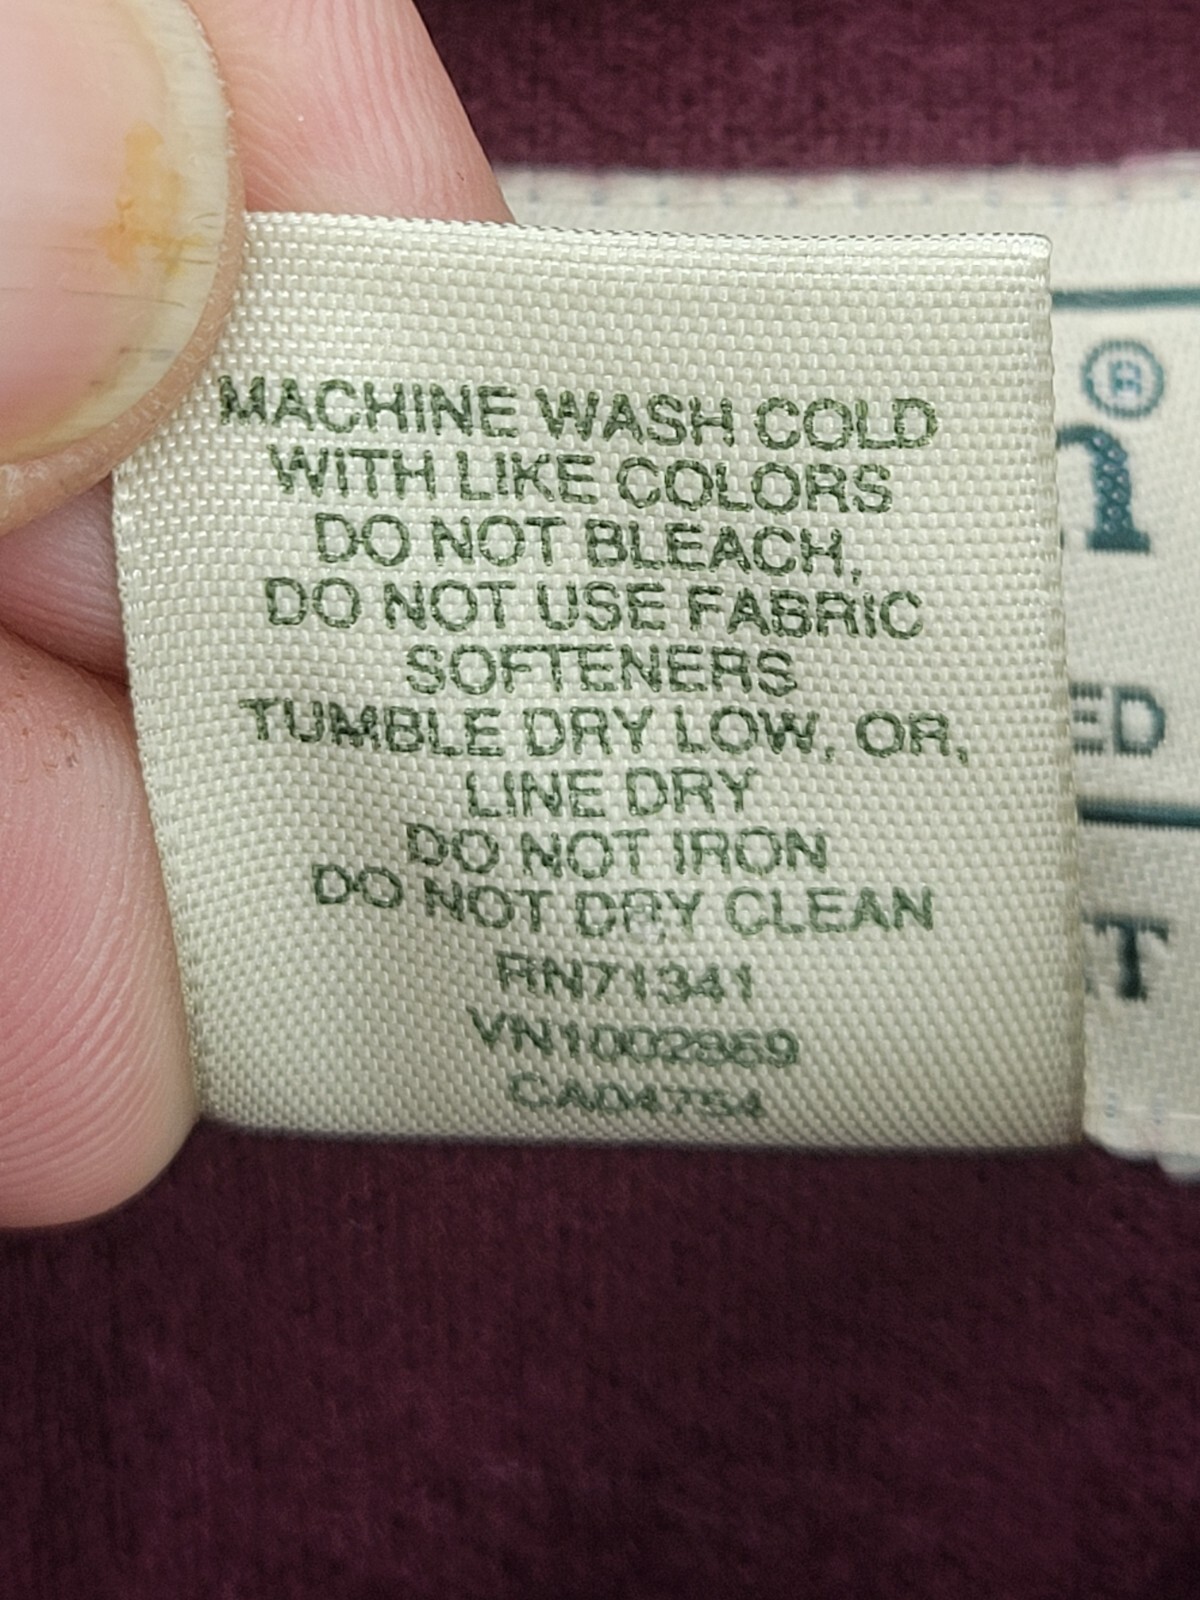 MACHINE WASH COLD
WITH LIKE COLORS
DO NOT BLEACH,
DO NOT USE FABRIC
SOFTENERS
TUMBLE DRY LOW, OR,
LINE DRY
DO NOT IRON
DO NOT DRY CLEAN
RN71341
CA04754
n®
ED
T